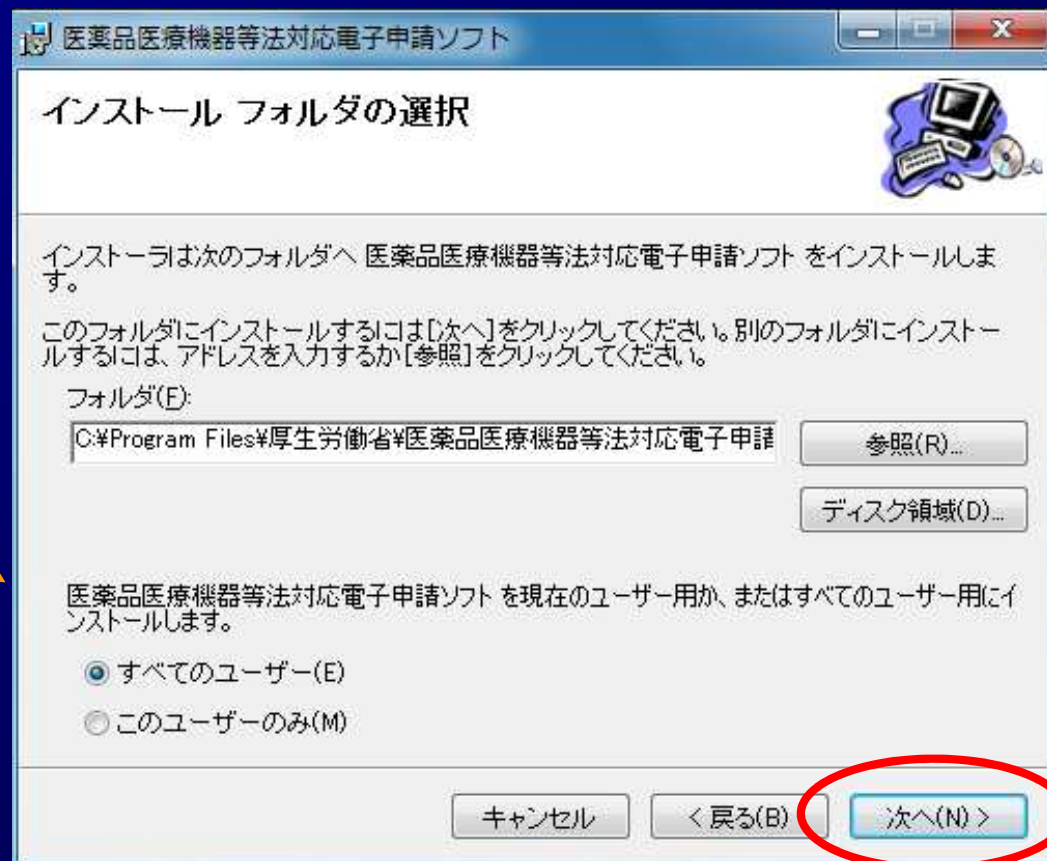 医薬品医療機器等法対応電子申請ソフト
インストール フォルダの選択
インストーラは次のフォルダへ 医薬品医療機器等法対応電子申請ソフト をインストールしま
す。
このフォルダにインストールするには[次へ]をクリックしてください。別のフォルダにインストー
ルするには、アドレスを入力するか[参照]をクリックしてください。
フォルダ(F):
C:¥Program Files¥厚生労働省¥医薬品医療機器等法対応電子申請
参照(R)...
ディスク領域(D)...
医薬品医療機器等法対応電子申請ソフト を現在のユーザー用か、またはすべてのユーザー用にイ
ンストールします。
すべてのユーザー(E)
このユーザーのみ(M)
キャンセル
< 戻る(B)
次へ(N) >